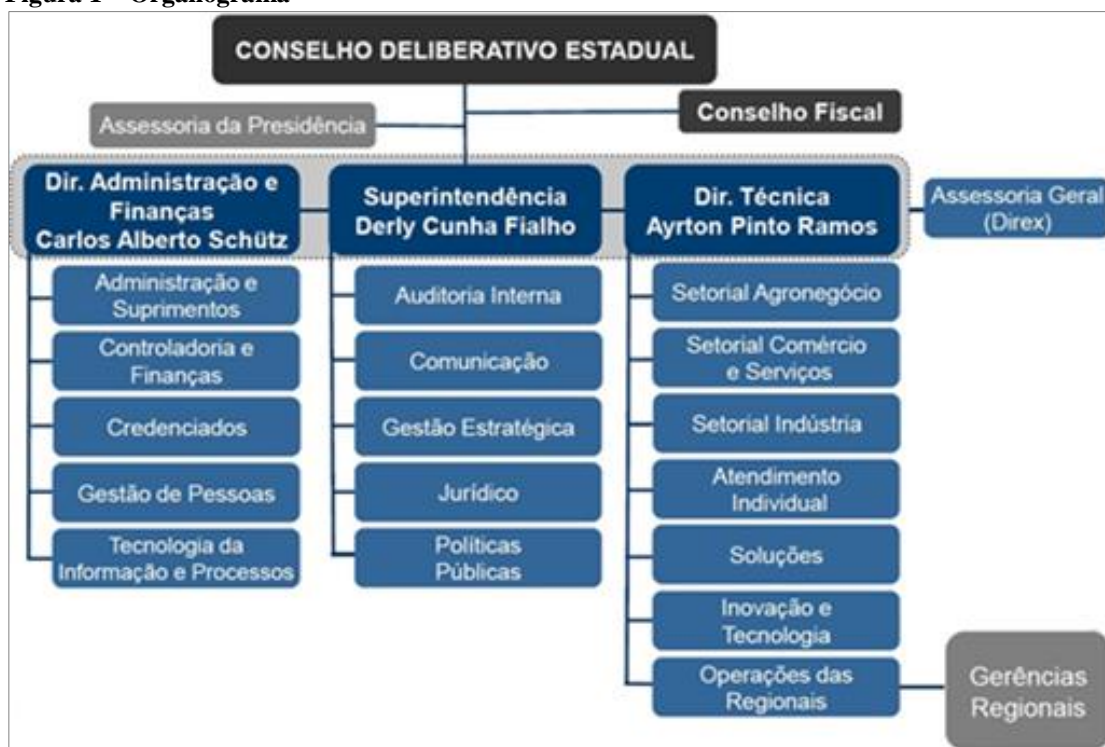 Figura 1 – Organograma
CONSELHO DELIBERATIVO ESTADUAL
Assessoria da Presidência
Conselho Fiscal
Dir. Administração e
Finanças
Carlos Alberto Schütz
Superintendência
Derly Cunha Fialho
Dir. Técnica
Ayrton Pinto Ramos
Assessoria Geral
(Direx)
Administração e
Suprimentos
Controladoria e
Finanças
Credenciados
Gestão de Pessoas
Tecnologia da
Informação e Processos
Auditoria Interna
Comunicação
Gestão Estratégica
Jurídico
Políticas
Públicas
Setorial Agronegócio
Setorial Comércio
e Serviços
Setorial Indústria
Atendimento
Individual
Soluções
Inovação e
Tecnologia
Operações das
Regionais
Gerências
Regionais